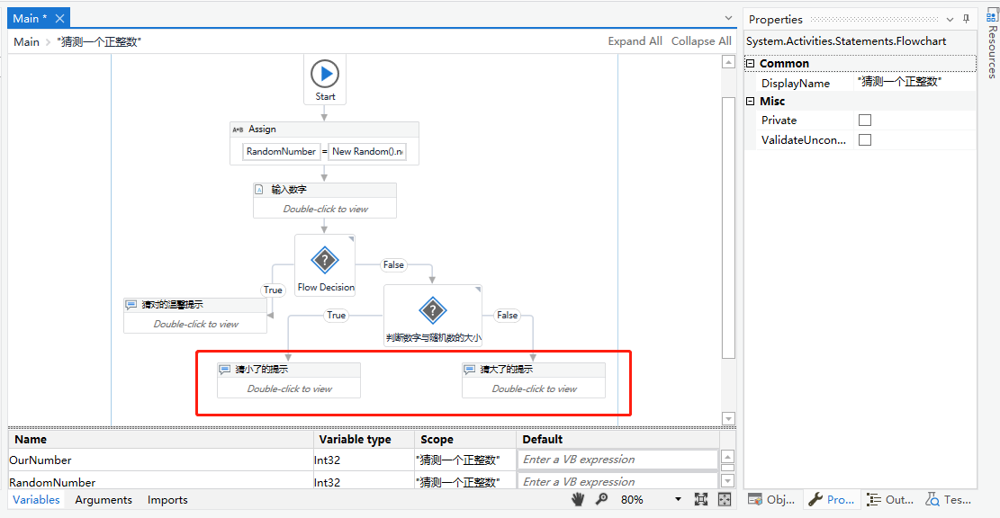 Main *
Main > "猜测一个正整数"
Expand All Collapse All
Start
A+B Assign
RandomNumber = New Random().n
输入数字
Double-click to view
Flow Decision
True
False
猜对的温馨提示
Double-click to view
判断数字与随机数的大小
True
False
猜小了的提示
Double-click to view
猜大了的提示
Double-click to view
Name Variable type Scope Default
OurNumber Int32 "猜测一个正整数" Enter a VB expression
RandomNumber Int32 "猜测一个正整数" Enter a VB expression
Variables Arguments Imports 80%
Properties
System.Activities.Statements.Flowchart
Common
DisplayName "猜测一个正整数"
Misc
Private
ValidateUncon...
Obj... Pro... Out... Tes...
Resources